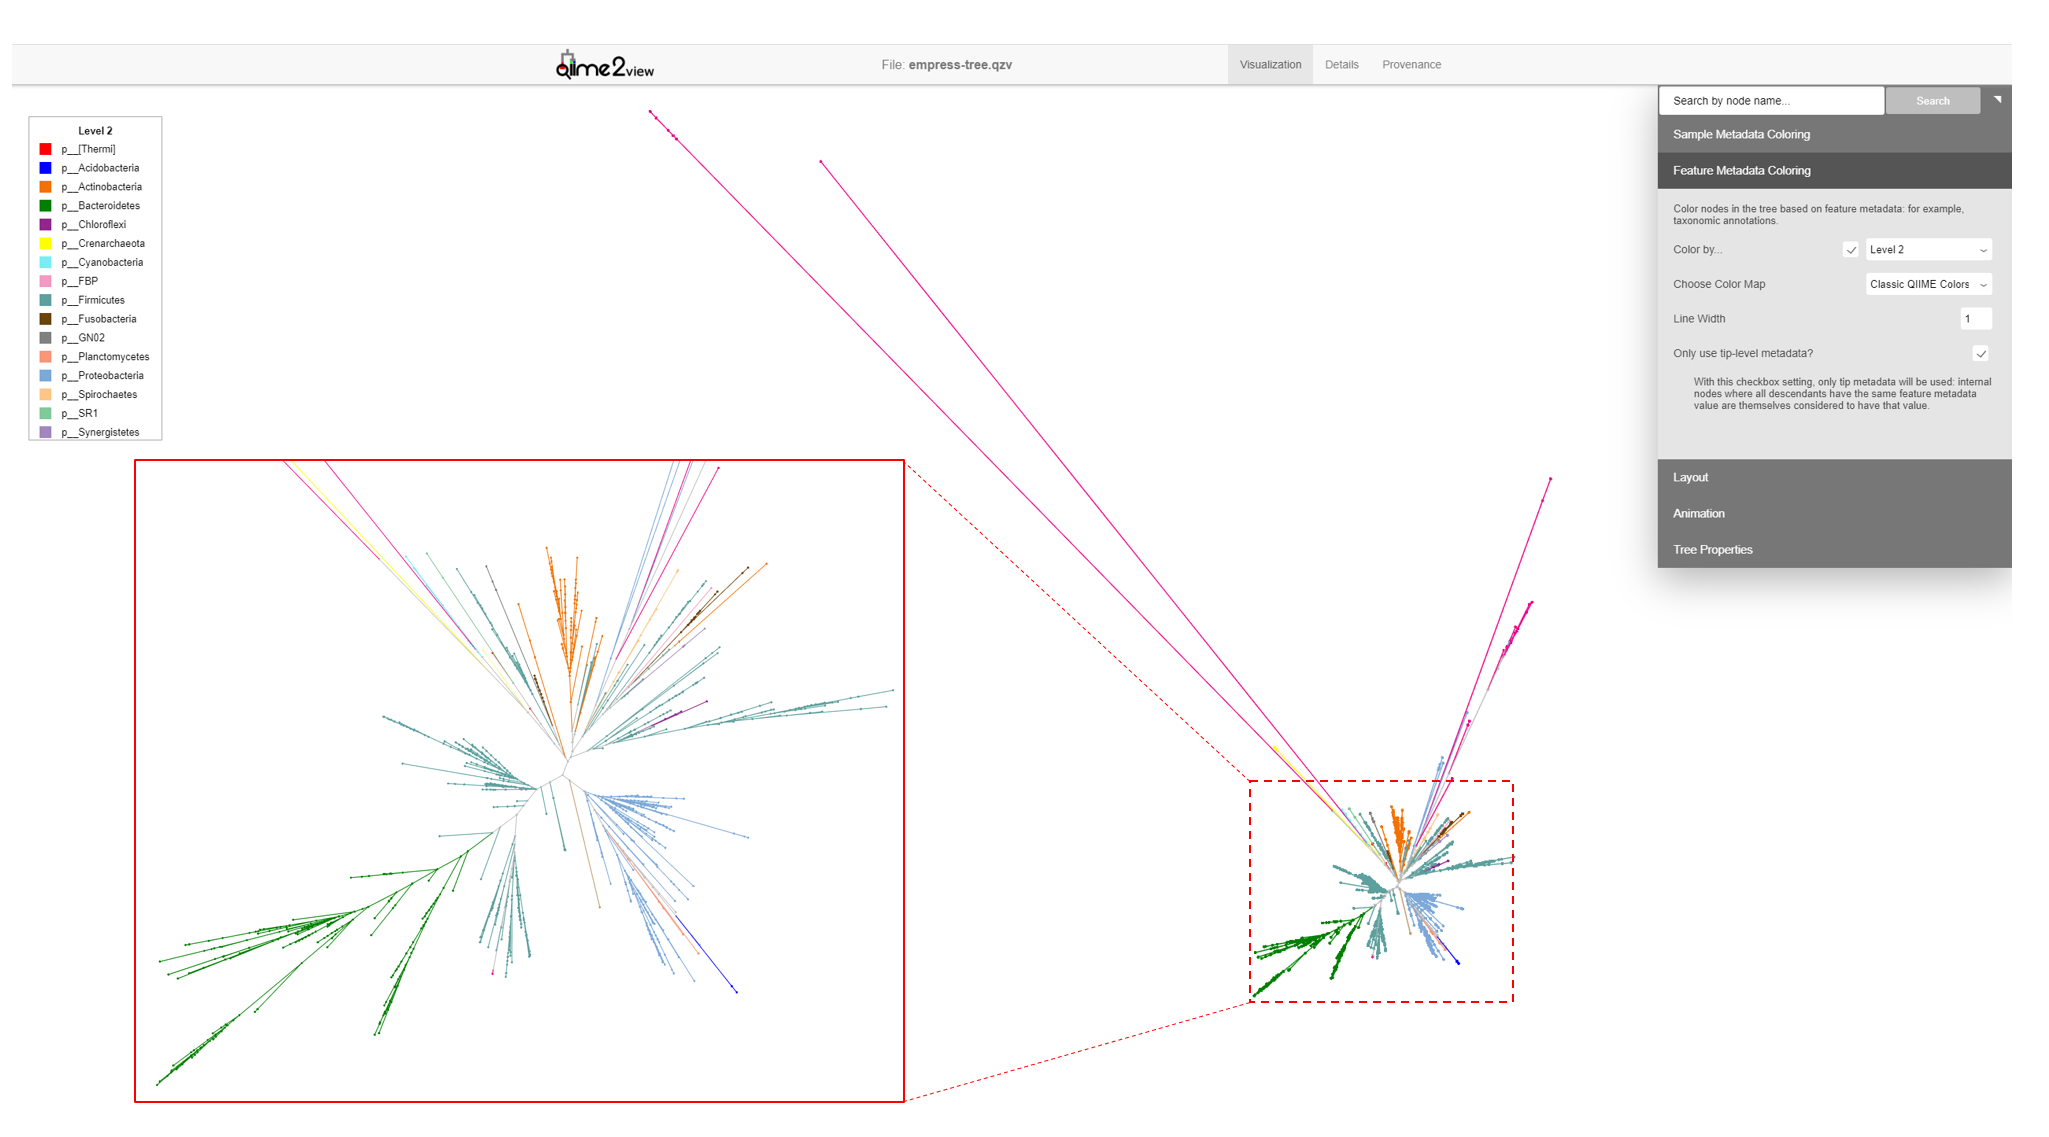 qiime2view
File: empress-tree.qzv
Visualization
Details
Provenance
Search by node name...
Search
Sample Metadata Coloring
Feature Metadata Coloring
Color nodes in the tree based on feature metadata: for example,
taxonomic annotations.
Color by...
Level 2
Choose Color Map
Classic QIIME Colors
Line Width
1
Only use tip-level metadata?
With this checkbox setting, only tip metadata will be used: internal
nodes where all descendants have the same feature metadata
value are themselves considered to have that value.
Layout
Animation
Tree Properties
Level 2
p__[Thermi]
p__Acidobacteria
p__Actinobacteria
p__Bacteroidetes
p__Chloroflexi
p__Crenarchaeota
p__Cyanobacteria
p__FBP
p__Firmicutes
p__Fusobacteria
p__GN02
p__Planctomycetes
p__Proteobacteria
p__Spirochaetes
p__SR1
p__Synergistetes